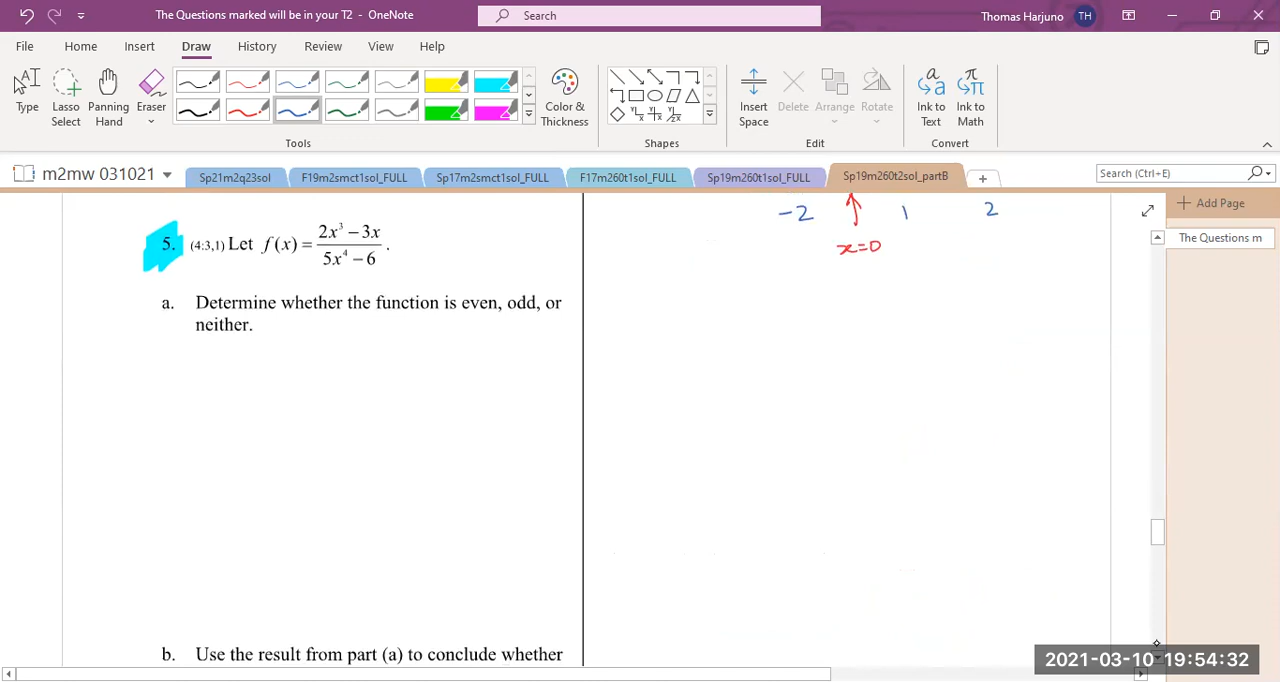 The Questions marked will be in your T2 - OneNote
Search
Thomas Harjuno
TH
File Home Insert Draw History Review View Help
Type
Lasso Select
Panning Hand
Eraser
Color & Thickness
Insert Space
Delete
Arrange
Rotate
Ink to Text
Ink to Math
Tools
Shapes
Edit
Convert
m2mw 031021
Sp21m2q23sol
F19m2smct1sol_FULL
Sp17m2smct1sol_FULL
F17m260t1sol_FULL
Sp19m260t1sol_FULL
Sp19m260t2sol_partB
Search (Ctrl+E)
Add Page
The Questions m
-2 1 2
x=0
5. (4:3,1) Let f(x) = (2x³ − 3x)/(5x⁴ − 6) .
a. Determine whether the function is even, odd, or
neither.
b. Use the result from part (a) to conclude whether
2021-03-10 19:54:32